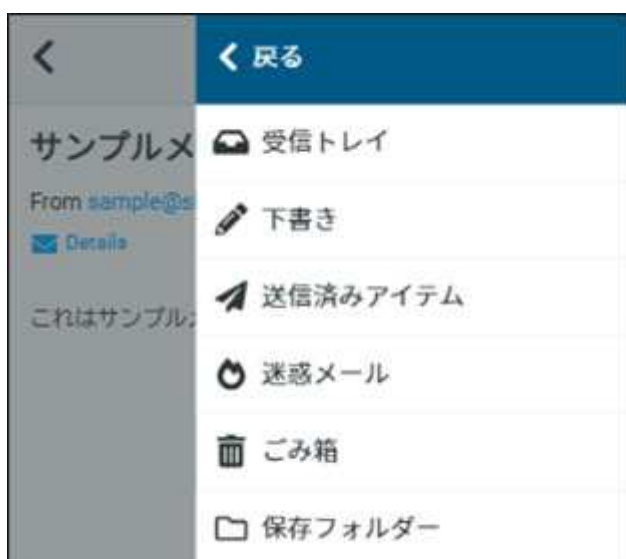 戻る
サンプルメ
From sample@s
Details
これはサンプル
受信トレイ
下書き
送信済みアイテム
迷惑メール
ごみ箱
保存フォルダー